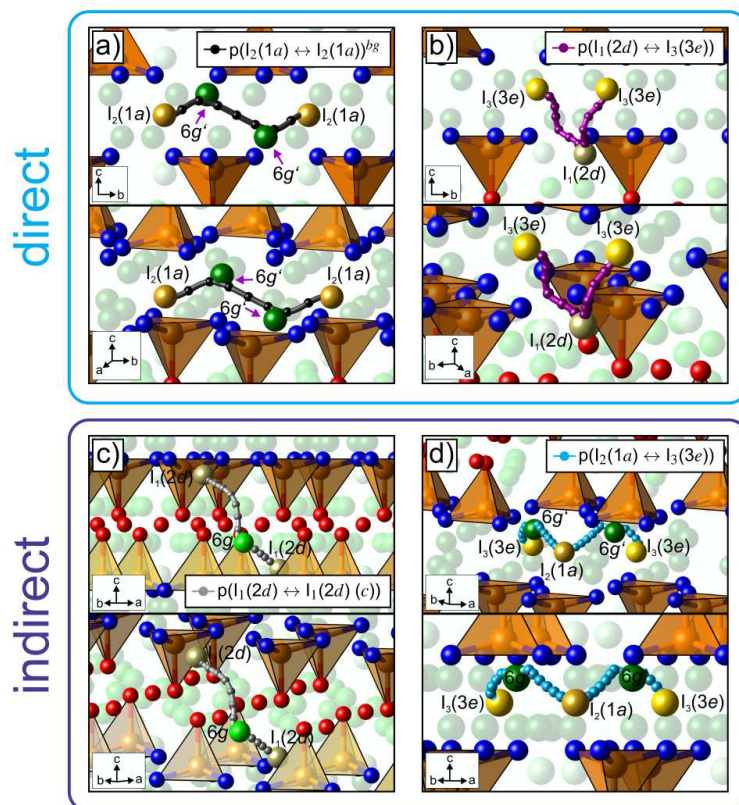 direct
a)
p(I₂(1a) ↔ I₂(1a))ᵇᵍ
I₂(1a)
I₂(1a)
6g‘
6g‘
c
b
I₂(1a)
I₂(1a)
6g‘
6g‘
c
a
b
b)
p(I₁(2d) ↔ I₃(3e))
I₃(3e)
I₃(3e)
I₁(2d)
c
b
I₃(3e)
I₃(3e)
I₁(2d)
c
b
a
indirect
c)
I₁(2d)
6g
I₁(2d)
c
b
a
p(I₁(2d) ↔ I₁(2d) (c))
I₁(2d)
6g
I₁(2d)
c
b
a
d)
p(I₂(1a) ↔ I₃(3e))
6g‘
6g‘
I₃(3e)
I₃(3e)
I₂(1a)
c
b
a
6g‘
6g‘
I₃(3e)
I₂(1a)
I₃(3e)
c
b
a